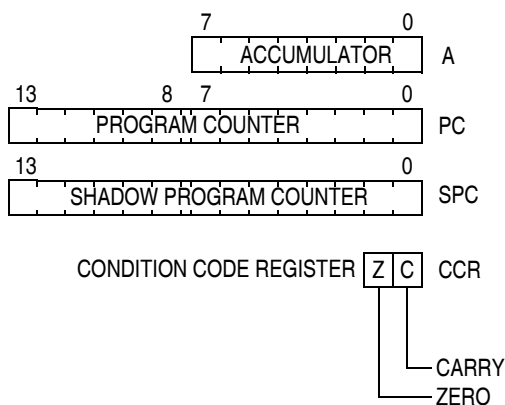 7 0
ACCUMULATOR A
13 8 7 0
PROGRAM COUNTER PC
13 0
SHADOW PROGRAM COUNTER SPC
CONDITION CODE REGISTER Z C CCR
CARRY
ZERO